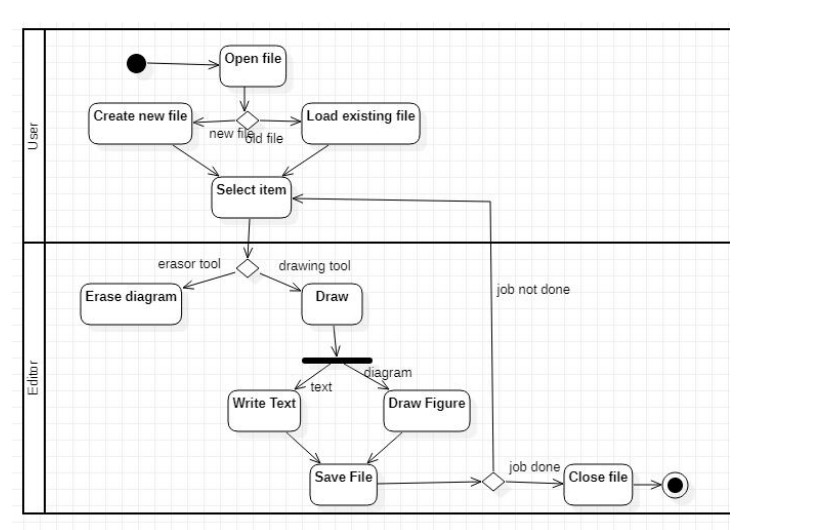 User
Open file
Create new file
Load existing file
new file
old file
Select item
Editor
erasor tool
drawing tool
Erase diagram
Draw
job not done
text
diagram
Write Text
Draw Figure
Save File
job done
Close file